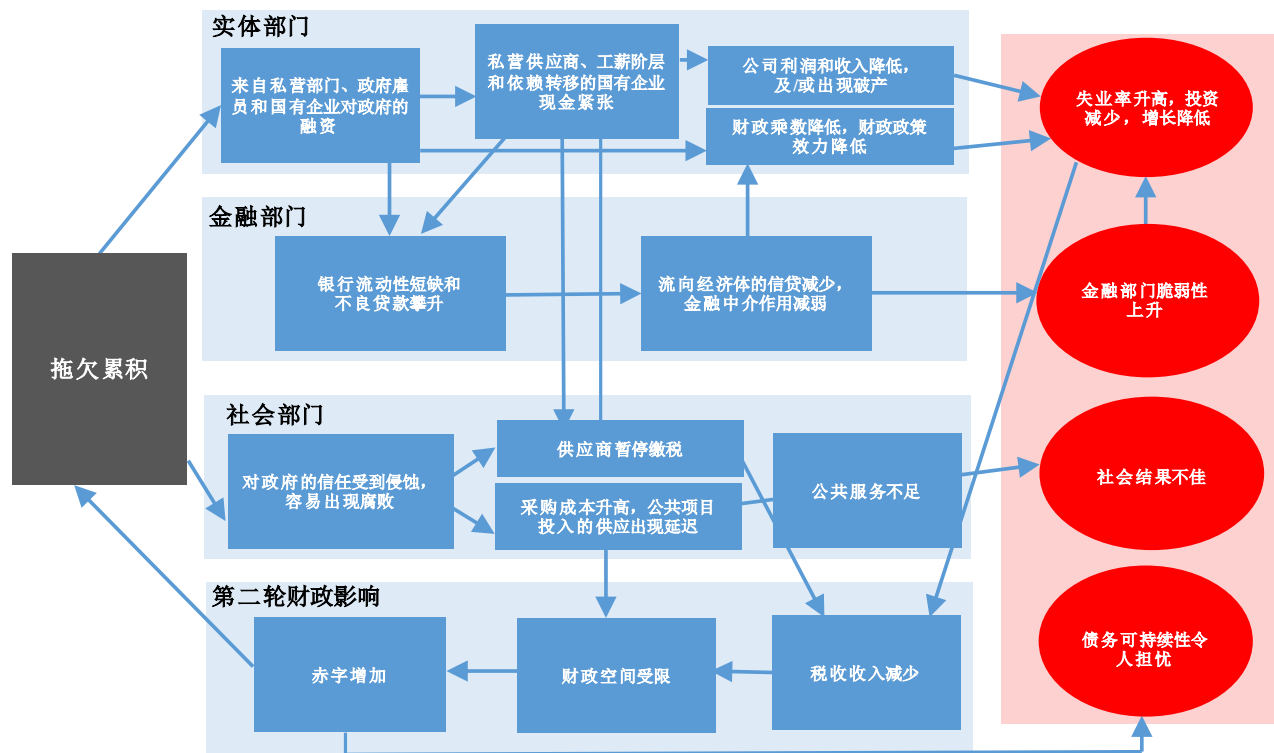 实体部门
来自私营部门、政府雇
员和国有企业对政府的
融资
私营供应商、工薪阶层
和依赖转移的国有企业
现金紧张
公司利润和收入降低，
及/或出现破产
财政乘数降低，财政政策
效力降低
失业率升高，投资
减少，增长降低
金融部门
银行流动性短缺和
不良贷款攀升
流向经济体的信贷减少，
金融中介作用减弱
金融部门脆弱性
上升
拖欠累积
社会部门
对政府的信任受到侵蚀，
容易出现腐败
供应商暂停缴税
采购成本升高，公共项目
投入的供应出现延迟
公共服务不足
社会结果不佳
第二轮财政影响
赤字增加
财政空间受限
税收收入减少
债务可持续性令
人担忧